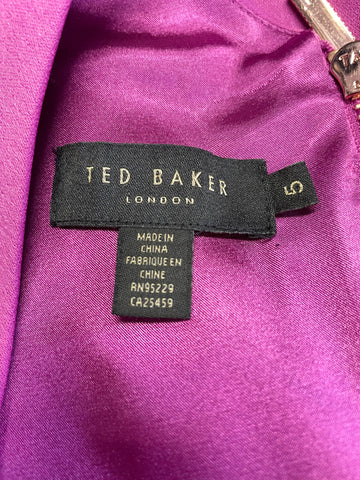 TED BAKER
LONDON
5
MADE IN
CHINA
FABRIQUE EN
CHINE
RN95229
CA25459